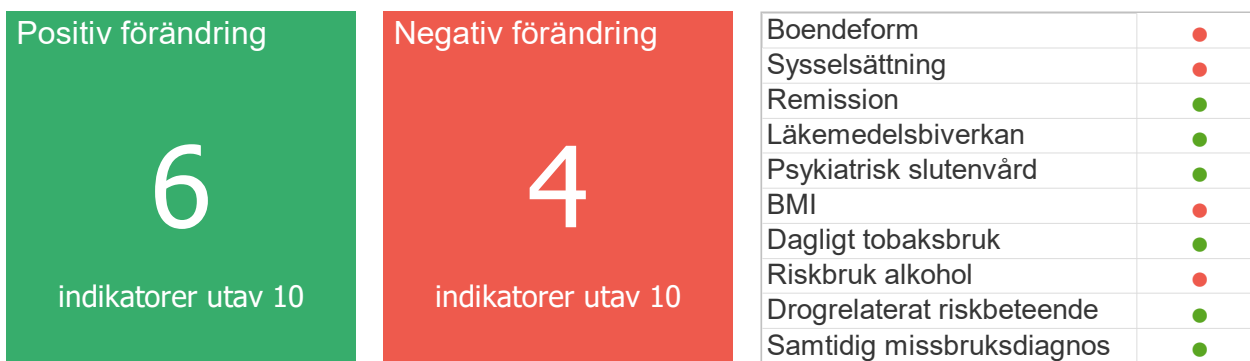 Positiv förändring
6
indikatorer utav 10
Negativ förändring
4
indikatorer utav 10
Boendeform
Sysselsättning
Remission
Läkemedelsbiverkan
Psykiatrisk slutenvård
BMI
Dagligt tobaksbruk
Riskbruk alkohol
Drogrelaterat riskbeteende
Samtidig missbruksdiagnos